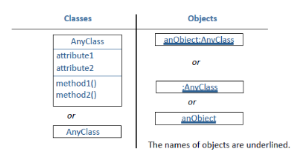 Classes
Objects
AnyClass
attribute1
attribute2
method1()
method2()
or
AnyClass
anObject:AnyClass
or
:AnyClass
or
anObject
The names of objects are underlined.